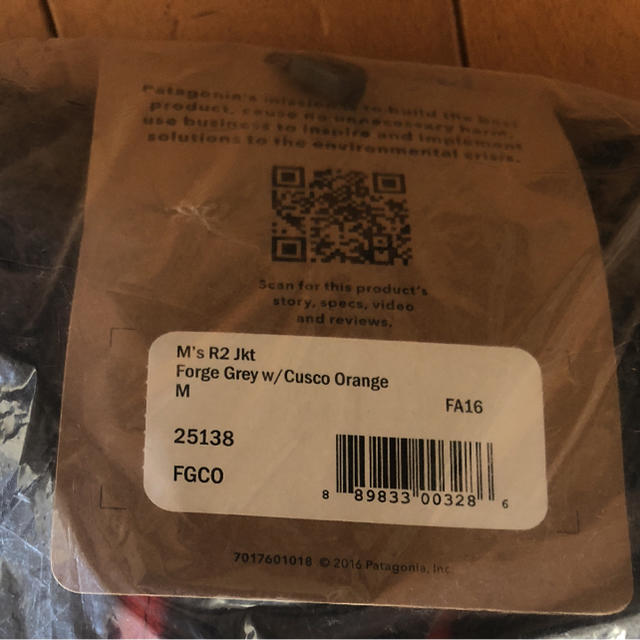 Patagonia's mission is to build the best
product, cause no unnecessary harm,
use business to inspire and implement
solutions to the environmental crisis.
Scan for this product's
story, specs, video
and reviews.
M's R2 Jkt
Forge Grey w/Cusco Orange
M
FA16
25138
FGCO
8 89833 00328 6
7017601018 © 2016 Patagonia, Inc.